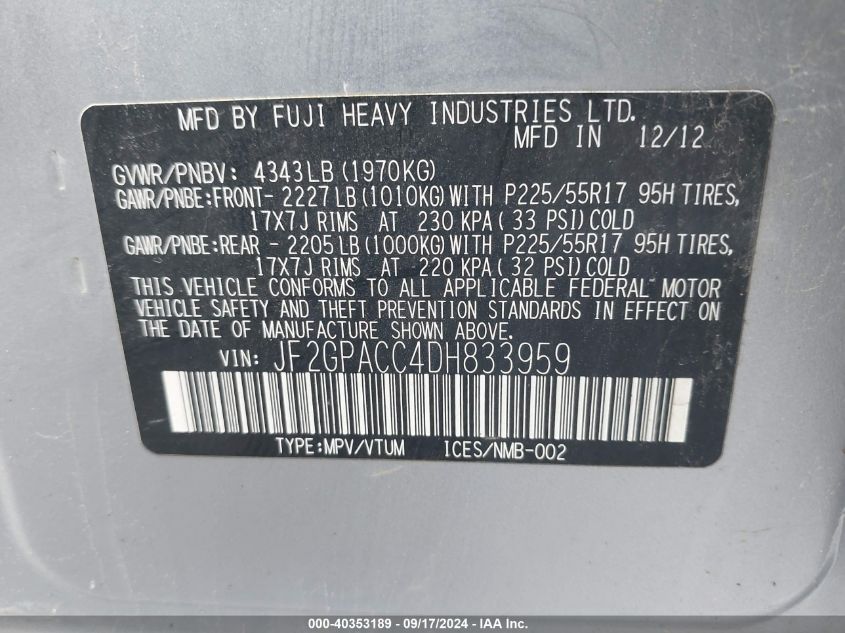 MFD BY FUJI HEAVY INDUSTRIES LTD.
MFD IN 12/12
GVWR/PNBV: 4343LB (1970KG)
GAWR/PNBE:FRONT- 2227LB(1010KG)WITH P225/55R17 95H TIRES,
17X7J RIMS AT 230 KPA( 33 PSI)COLD
GAWR/PNBE:REAR - 2205LB(1000KG)WITH P225/55R17 95H TIRES,
17X7J RIMS AT 220 KPA( 32 PSI)COLD
THIS VEHICLE CONFORMS TO ALL APPLICABLE FEDERAL MOTOR
VEHICLE SAFETY AND THEFT PREVENTION STANDARDS IN EFFECT ON
THE DATE OF MANUFACTURE SHOWN ABOVE.
VIN: JF2GPACC4DH833959
TYPE:MPV/VTUM ICES/NMB-002
000-40353189 - 09/17/2024 - IAA Inc.